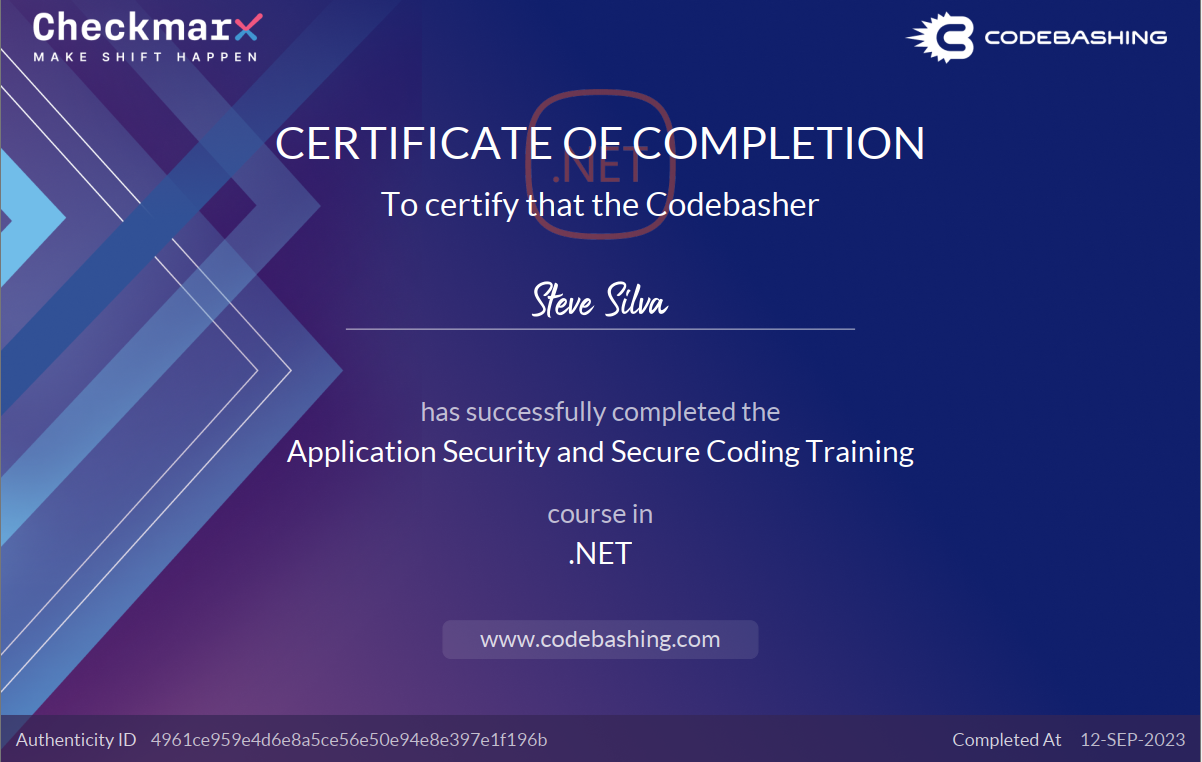 Checkmarx
MAKE SHIFT HAPPEN
CODEBASHING
.NET
CERTIFICATE OF COMPLETION
To certify that the Codebasher
Steve Silva
has successfully completed the
Application Security and Secure Coding Training
course in
.NET
www.codebashing.com
Authenticity ID 4961ce959e4d6e8a5ce56e50e94e8e397e1f196b
Completed At 12-SEP-2023